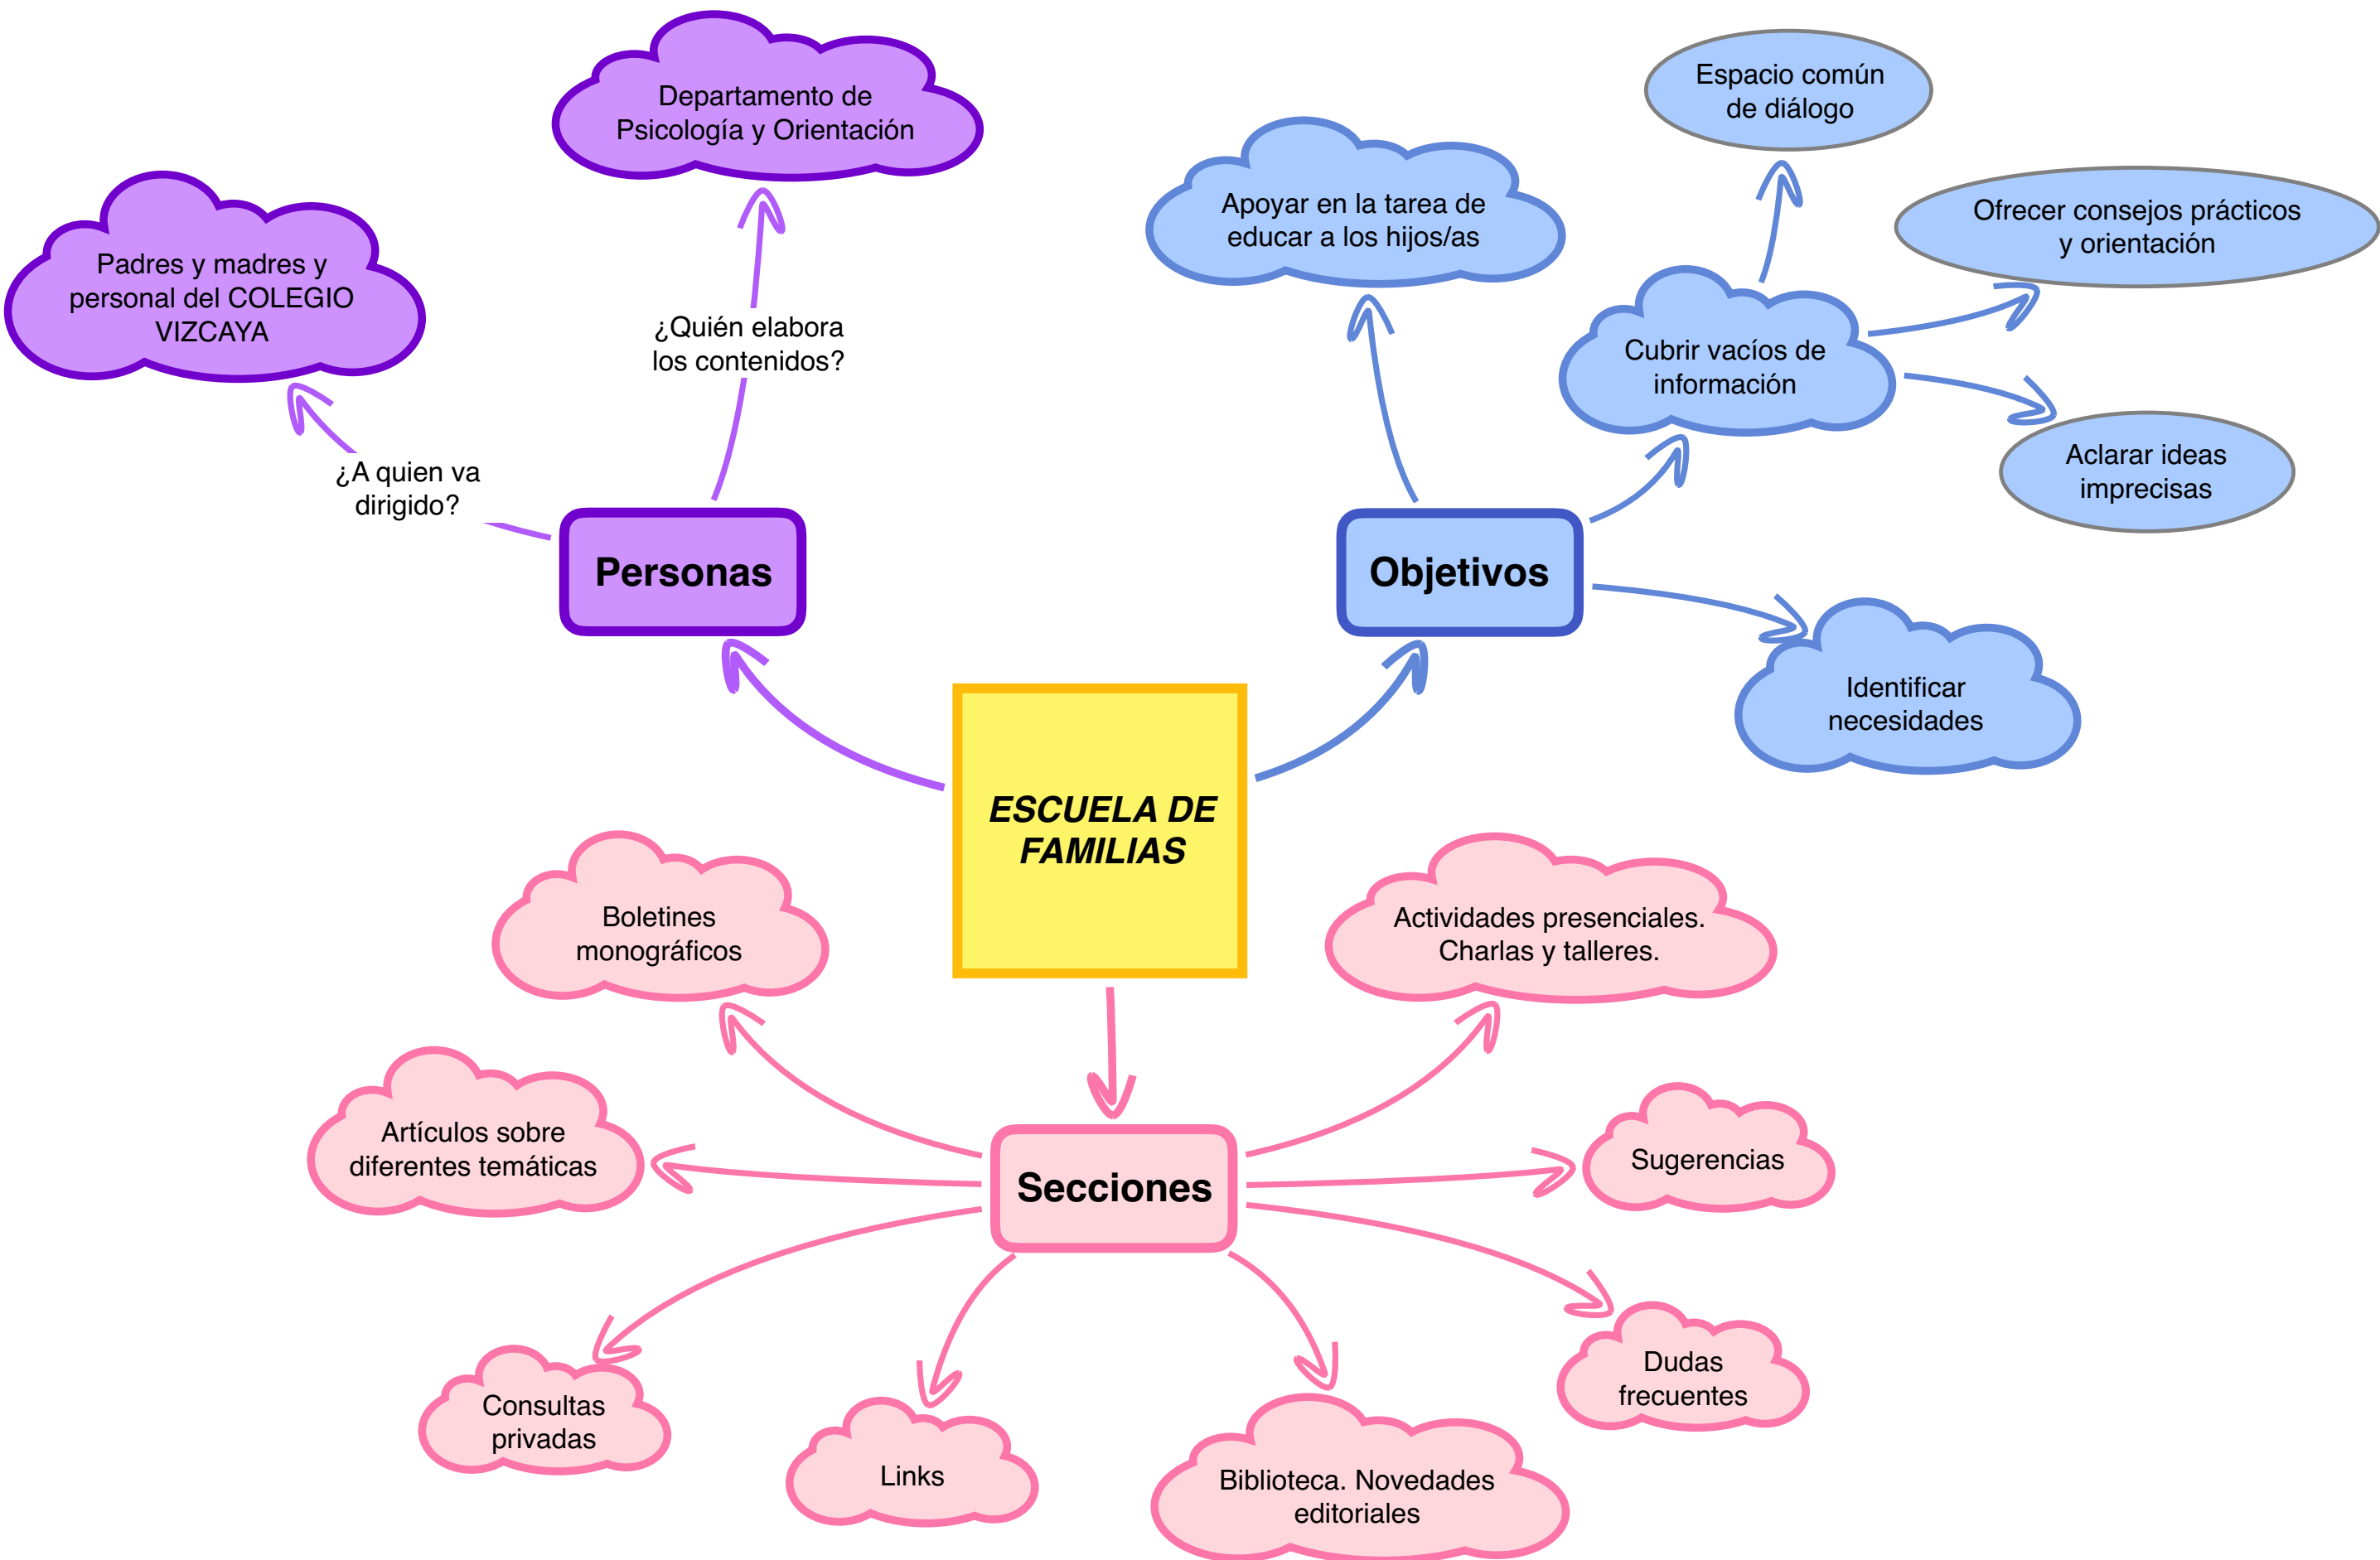 Departamento de
Psicología y Orientación
Padres y madres y
personal del COLEGIO
VIZCAYA
¿Quién elabora
los contenidos?
¿A quien va
dirigido?
Personas
Espacio común
de diálogo
Apoyar en la tarea de
educar a los hijos/as
Ofrecer consejos prácticos
y orientación
Cubrir vacíos de
información
Aclarar ideas
imprecisas
Objetivos
Identificar
necesidades
ESCUELA DE
FAMILIAS
Boletines
monográficos
Actividades presenciales.
Charlas y talleres.
Artículos sobre
diferentes temáticas
Secciones
Sugerencias
Consultas
privadas
Links
Biblioteca. Novedades
editoriales
Dudas
frecuentes